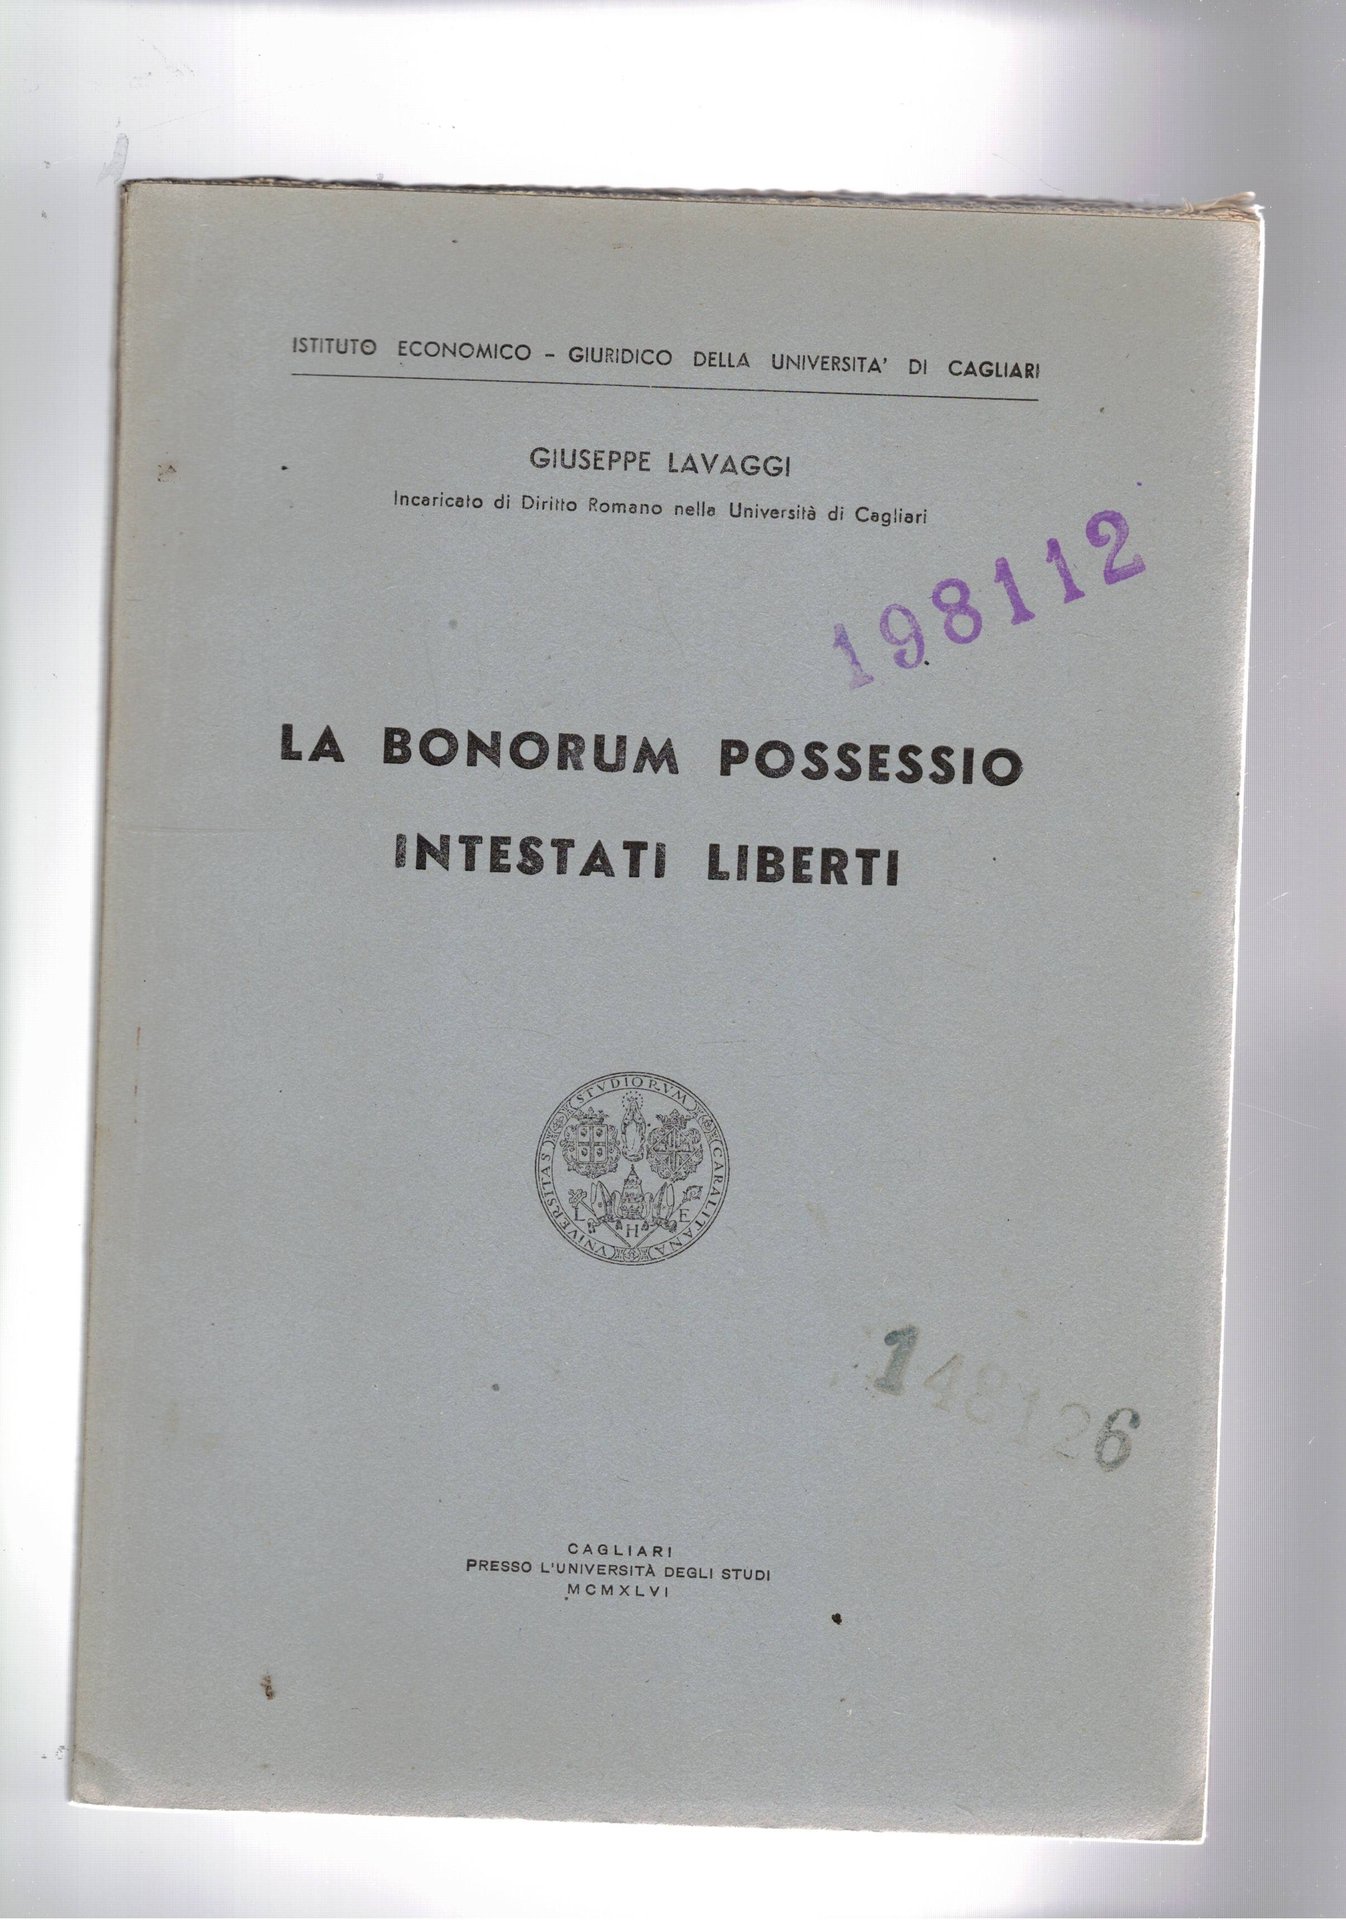 ISTITUTO ECONOMICO - GIURIDICO DELLA UNIVERSITA' DI CAGLIARI
GIUSEPPE LAVAGGI
Incaricato di Diritto Romano nella Università di Cagliari
198112
LA BONORUM POSSESSIO
INTESTATI LIBERTI
UNIVERSITAS STVDIORVM CARALITANA
L H E
148126
CAGLIARI
PRESSO L'UNIVERSITÀ DEGLI STUDI
MCMXLVI